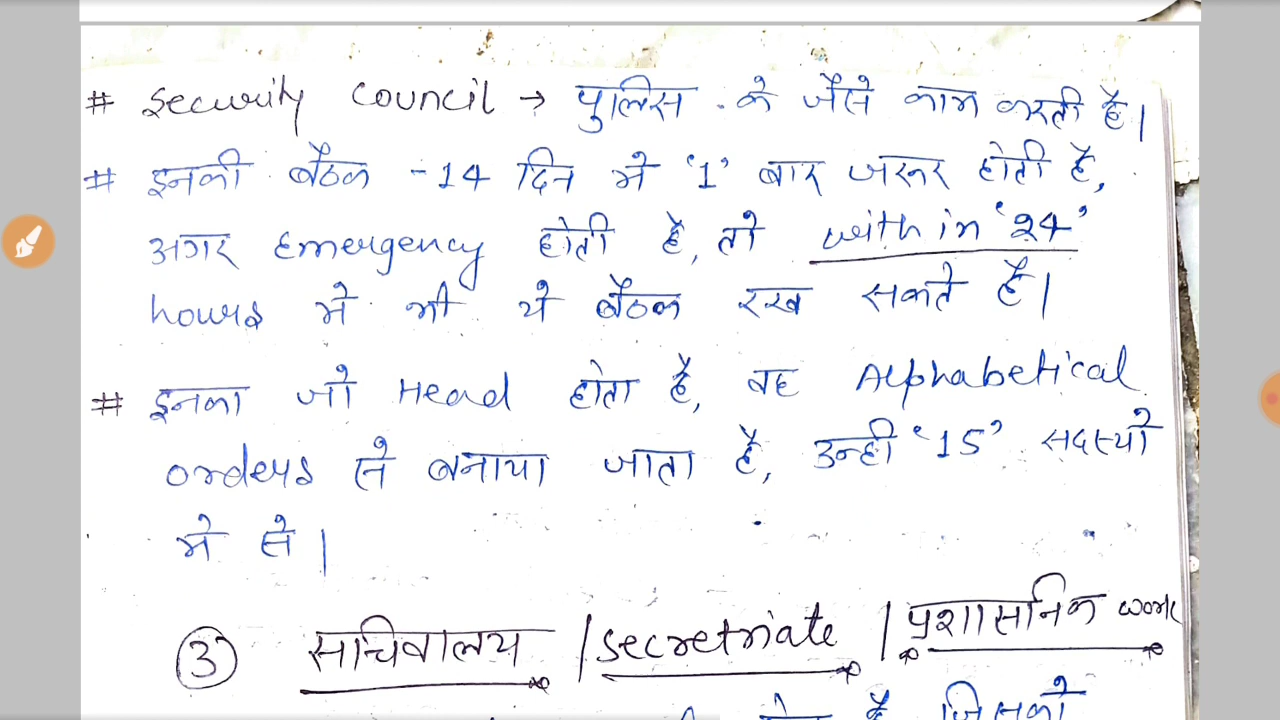 # Security Council → पुलिस के जैसे काम करती है।
# इनकी बैठक - 14 दिन मे '1' बार जरूर होती है,
अगर Emergency होती है, तो with in '24'
hours मे भी ये बैठक रख सकते है।
# इनका जो Head होता है, वह Alphabetical
orders से बनाया जाता है, उन्ही '15' सदस्यो
मे से।
3 सचिवालय / Secretriate / प्रशासनिक work
है जिसको